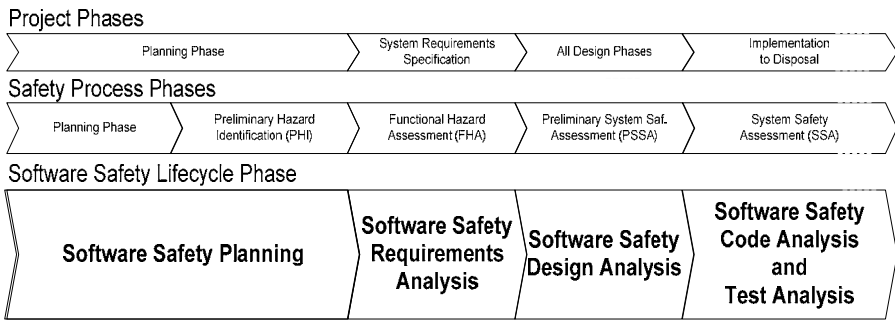 Project Phases
Planning Phase
System Requirements
Specification
All Design Phases
Implementation
to Disposal
Safety Process Phases
Planning Phase
Preliminary Hazard
Identification (PHI)
Functional Hazard
Assessment (FHA)
Preliminary System Saf.
Assessment (PSSA)
System Safety
Assessment (SSA)
Software Safety Lifecycle Phase
Software Safety Planning
Software Safety
Requirements
Analysis
Software Safety
Design Analysis
Software Safety
Code Analysis
and
Test Analysis